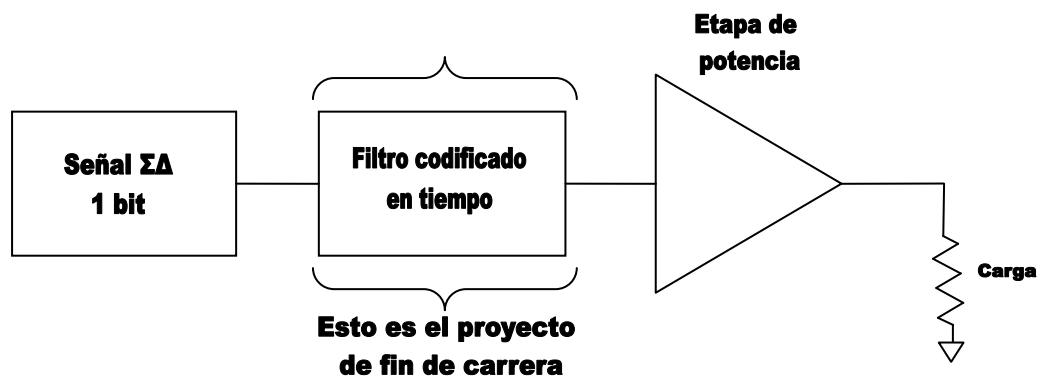 Etapa de
potencia
Señal ΣΔ
1 bit
Filtro codificado
en tiempo
Carga
Esto es el proyecto
de fin de carrera